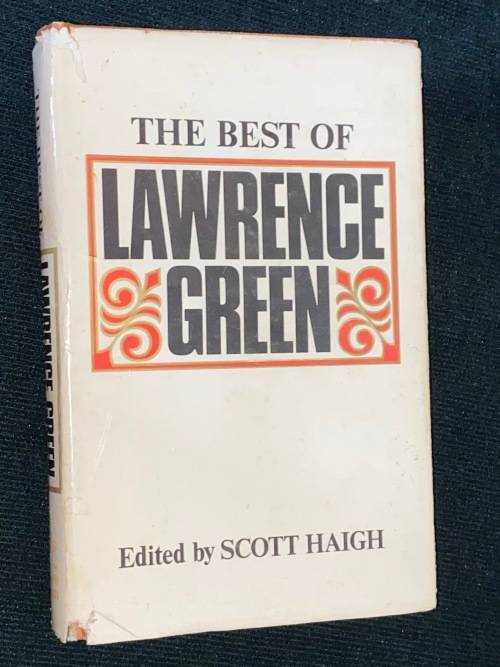 THE BEST OF
LAWRENCE
GREEN
Edited by SCOTT HAIGH
LAWRENCE GREEN